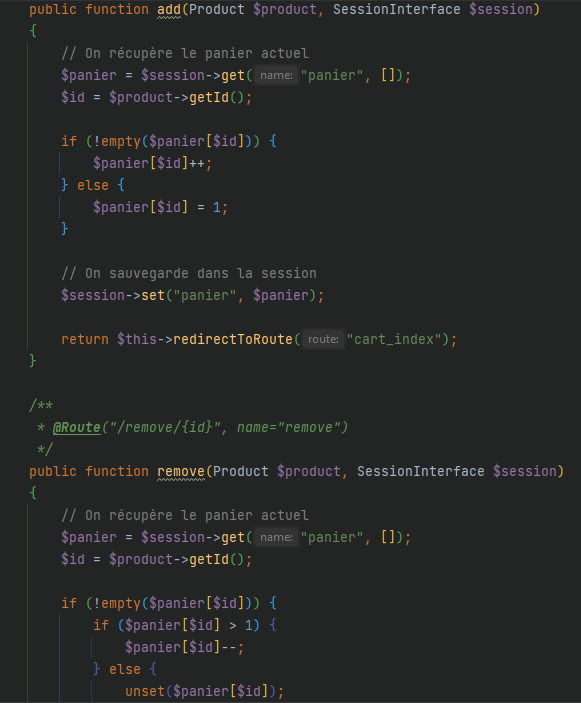 public function add(Product $product, SessionInterface $session)
{
// On récupère le panier actuel
$panier = $session->get( name: "panier", []);
$id = $product->getId();
if (!empty($panier[$id])) {
$panier[$id]++;
} else {
$panier[$id] = 1;
}
// On sauvegarde dans la session
$session->set("panier", $panier);
return $this->redirectToRoute( route: "cart_index");
}
/**
* @Route("/remove/{id}", name="remove")
*/
public function remove(Product $product, SessionInterface $session)
{
// On récupère le panier actuel
$panier = $session->get( name: "panier", []);
$id = $product->getId();
if (!empty($panier[$id])) {
if ($panier[$id] > 1) {
$panier[$id]--;
} else {
unset($panier[$id]);